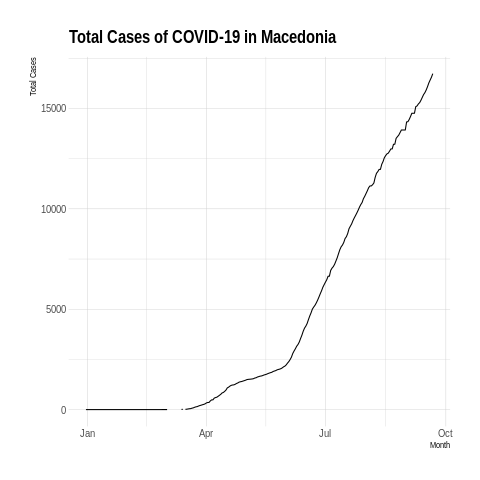 Total Cases of COVID-19 in Macedonia
Total Cases
15000
10000
5000
0
Jan Apr Jul Oct
Month